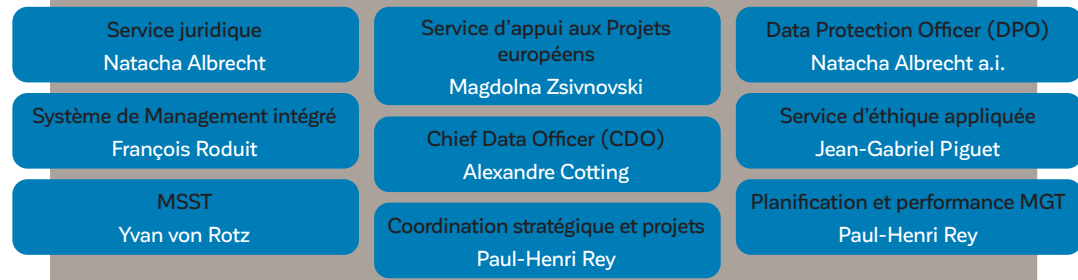 Service juridique
Natacha Albrecht
Système de Management intégré
François Roduit
MSST
Yvan von Rotz
Service d'appui aux Projets
européens
Magdolna Zsivnovski
Chief Data Officer (CDO)
Alexandre Cotting
Coordination stratégique et projets
Paul-Henri Rey
Data Protection Officer (DPO)
Natacha Albrecht a.i.
Service d'éthique appliquée
Jean-Gabriel Piguet
Planification et performance MGT
Paul-Henri Rey